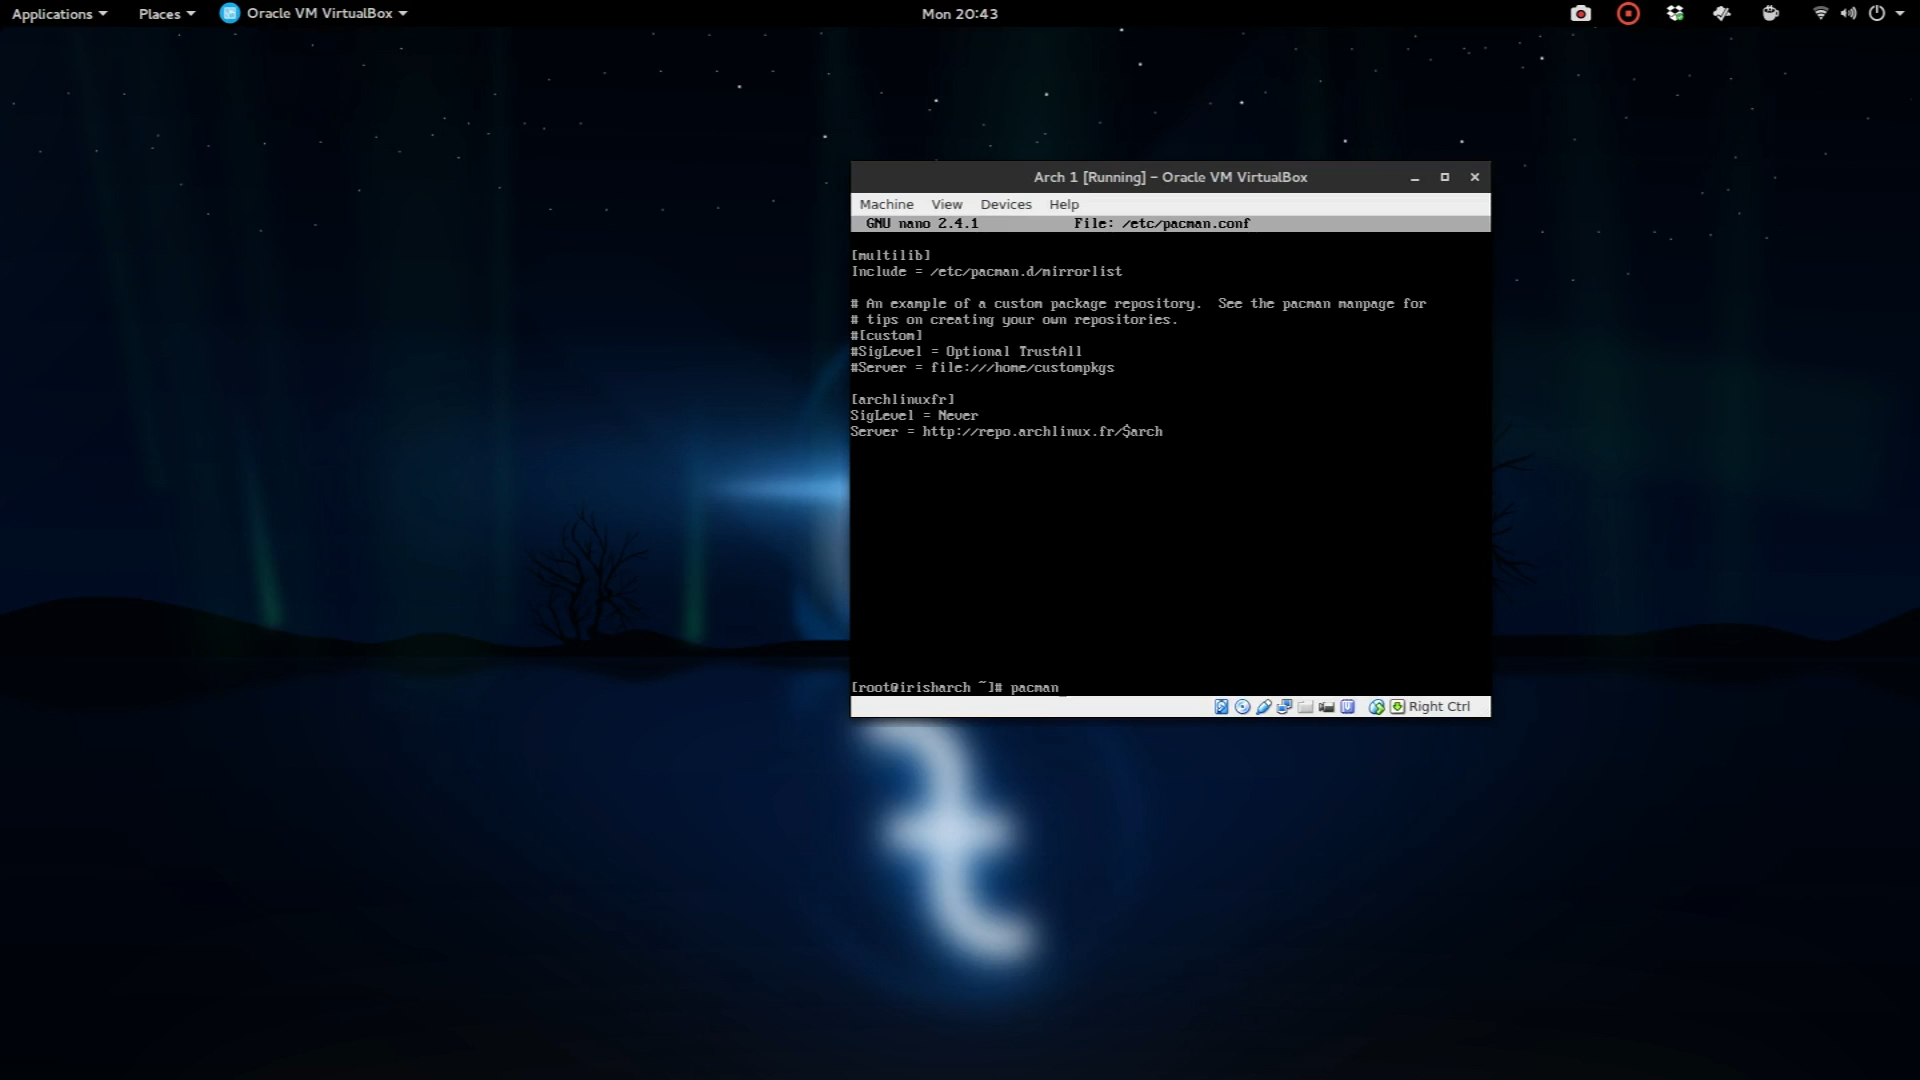 Applications Places Oracle VM VirtualBox Mon 20:43
Arch 1 [Running] - Oracle VM VirtualBox
Machine View Devices Help
GNU nano 2.4.1 File: /etc/pacman.conf
[multilib]
Include = /etc/pacman.d/mirrorlist
# An example of a custom package repository.  See the pacman manpage for
# tips on creating your own repositories.
#[custom]
#SigLevel = Optional TrustAll
#Server = file:///home/custompkgs
[archlinuxfr]
SigLevel = Never
Server = http://repo.archlinux.fr/$arch
[root@irisharch ~]# pacman_
Right Ctrl